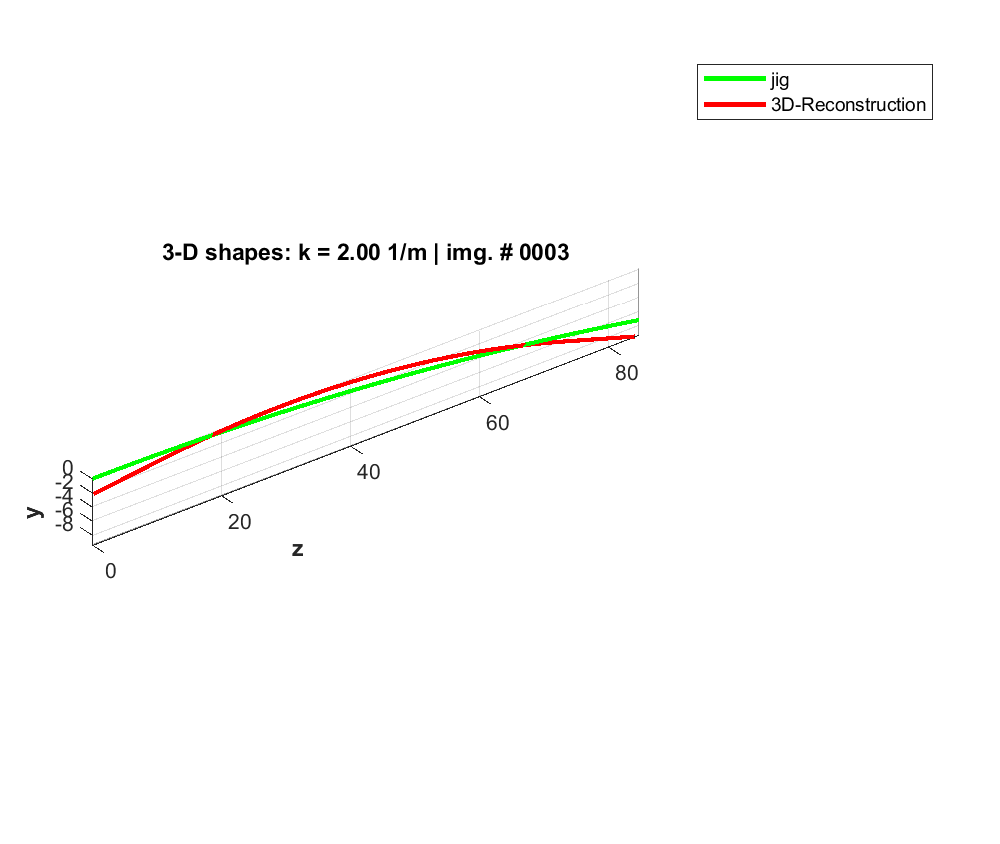 jig
3D-Reconstruction
3-D shapes: k = 2.00 1/m | img. # 0003
0
-2
-4
-6
-8
y
0
20
40
60
80
z